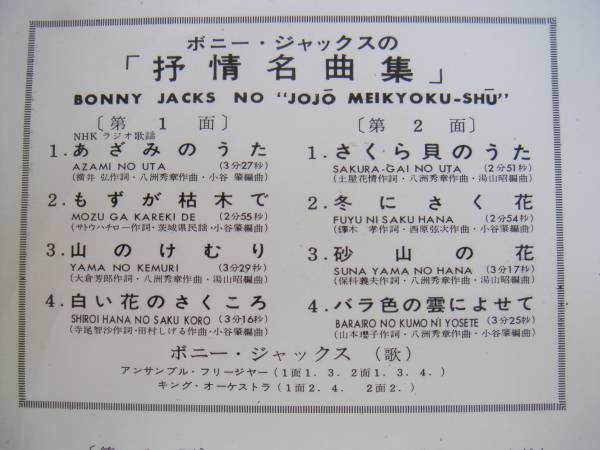 ボニー・ジャックスの
「抒情名曲集」
BONNY JACKS NO “JOJŌ MEIKYOKU-SHŪ”
〔第1面〕
NHKラジオ歌謡
1.あざみのうた
AZAMI NO UTA (3分27秒)
(横井 弘作詞・八洲秀章作曲・小谷 肇編曲)
2.もずが枯木で
MOZU GA KAREKI DE (2分55秒)
(サトウハチロー作詞・茨城県民謡・小谷肇編曲)
3.山のけむり
YAMA NO KEMURI (3分29秒)
(大倉芳郎作詞・八洲秀章作曲・湯山昭編曲)
4.白い花のさくころ
SHIROI HANA NO SAKU KORO (3分16秒)
(寺尾智沙作詞・田村しげる作曲・小谷肇編曲)
〔第2面〕
1.さくら貝のうた
SAKURA-GAI NO UTA (2分51秒)
(土屋花情作詞・八洲秀章作曲・湯山昭編曲)
2.冬にさく花
FUYU NI SAKU HANA (2分54秒)
(鐸木 孝作詞・西原弦次作曲・小谷肇編曲)
3.砂山の花
SUNA YAMA NO HANA (3分17秒)
(保科義夫作詞・八洲秀章作曲・湯山昭編曲)
4.バラ色の雲によせて
BARAIRO NO KUMO NI YOSETE (3分25秒)
(山本瓔子作詞・八洲秀章作曲・小谷肇編曲)
ボニー・ジャックス(歌)
アンサンブル・フリージヤー(1面1.3.2面1.3.4.)
キング・オーケストラ(1面2.4. 2面2.)